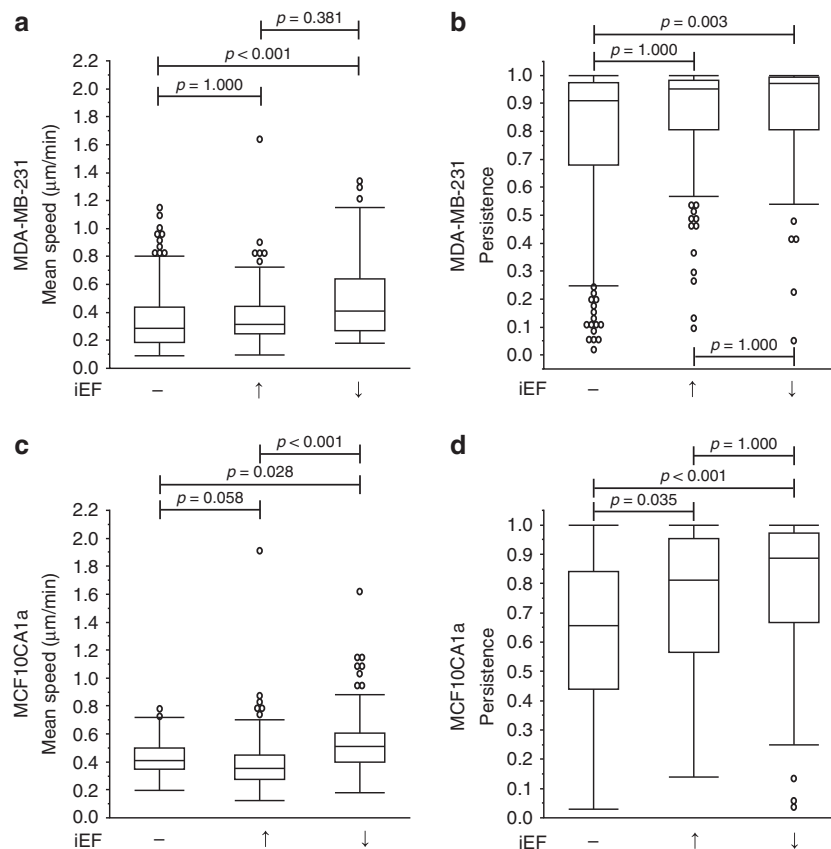 a
p = 0.381
p < 0.001
p = 1.000
2.2
2.0
1.8
1.6
1.4
1.2
1.0
0.8
0.6
0.4
0.2
0.0
MDA-MB-231
Mean speed (μm/min)
iEF – ↑ ↓
b
p = 0.003
p = 1.000
1.0
0.9
0.8
0.7
0.6
0.5
0.4
0.3
0.2
0.1
0.0
MDA-MB-231
Persistence
p = 1.000
iEF – ↑ ↓
c
p < 0.001
p = 0.028
p = 0.058
2.2
2.0
1.8
1.6
1.4
1.2
1.0
0.8
0.6
0.4
0.2
0.0
MCF10CA1a
Mean speed (μm/min)
iEF – ↑ ↓
d
p = 1.000
p < 0.001
p = 0.035
1.0
0.9
0.8
0.7
0.6
0.5
0.4
0.3
0.2
0.1
0.0
MCF10CA1a
Persistence
iEF – ↑ ↓